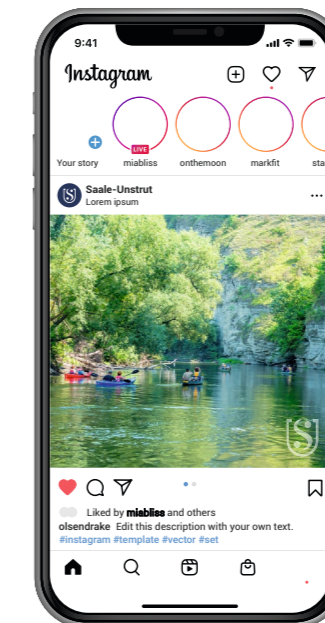 9:41
Instagram
LIVE
Your story miabliss onthemoon markfit sta
Saale-Unstrut
Lorem ipsum
Liked by miabliss and others
olsendrake Edit this description with your own text.
#instagram #template #vector #set